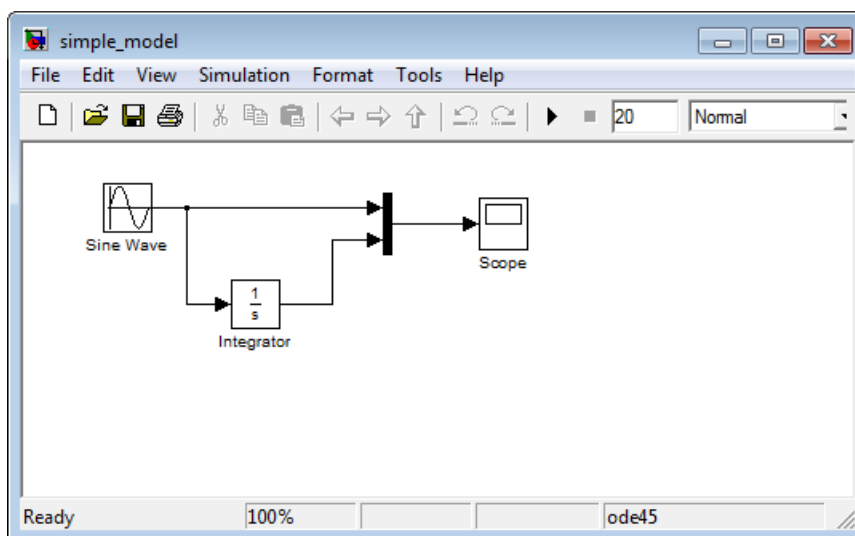 simple_model
File Edit View Simulation Format Tools Help
20 Normal
Sine Wave
Scope
1
s
Integrator
Ready 100% ode45